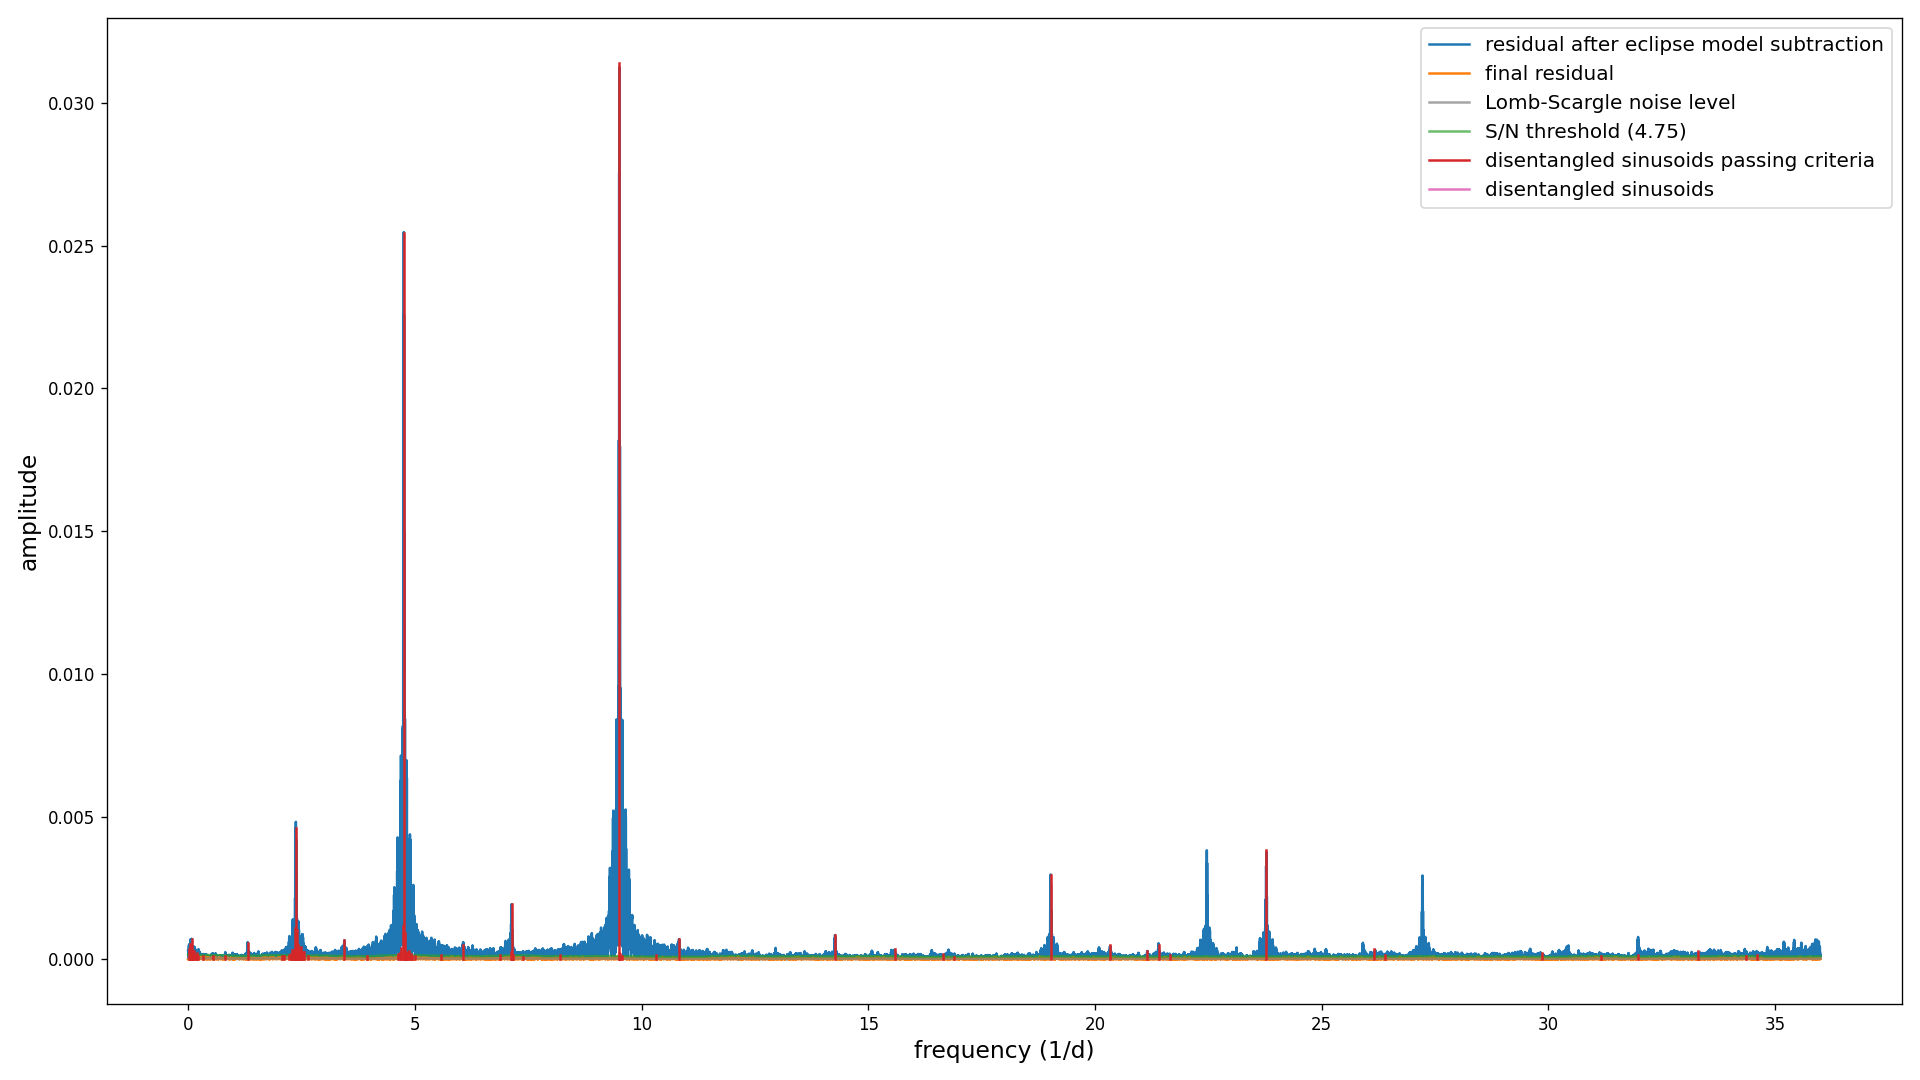 residual after eclipse model subtraction
final residual
Lomb-Scargle noise level
S/N threshold (4.75)
disentangled sinusoids passing criteria
disentangled sinusoids
0.030
0.025
0.020
0.015
0.010
0.005
0.000
amplitude
0 5 10 15 20 25 30 35
frequency (1/d)